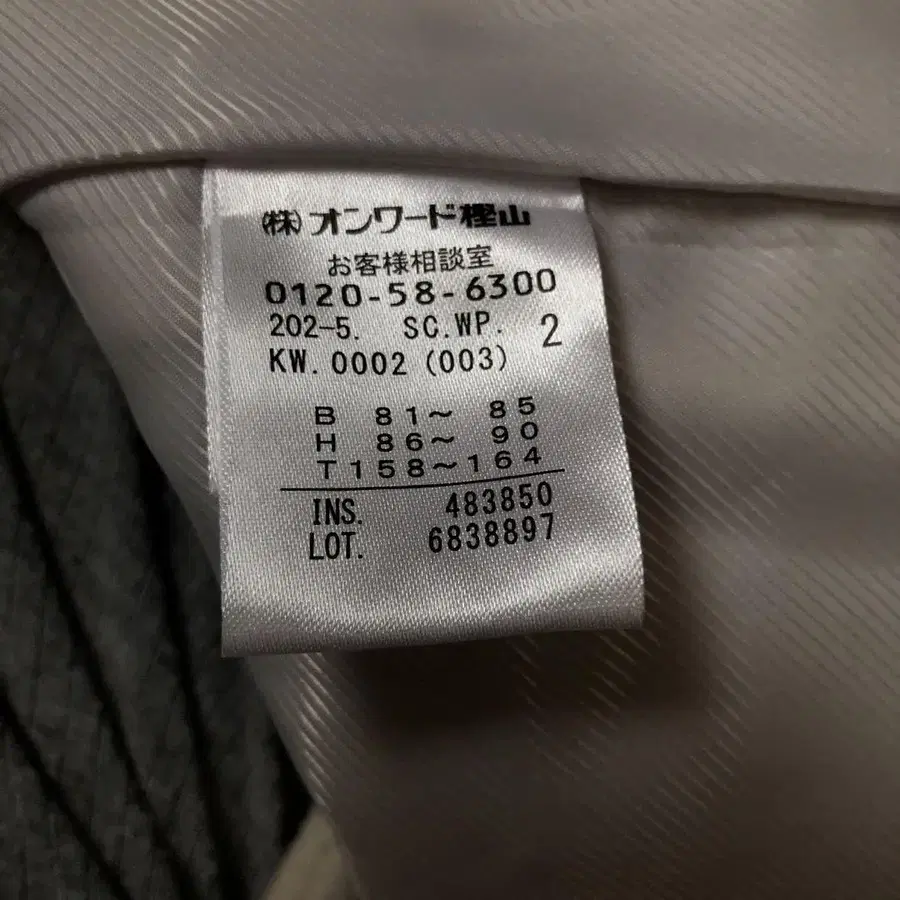 ㈱オンワード樫山
お客様相談室
0120-58-6300
202-5. SC.WP. 2
KW.0002(003)
B 81～ 85
H 86～ 90
T158～164
INS. 483850
LOT. 6838897